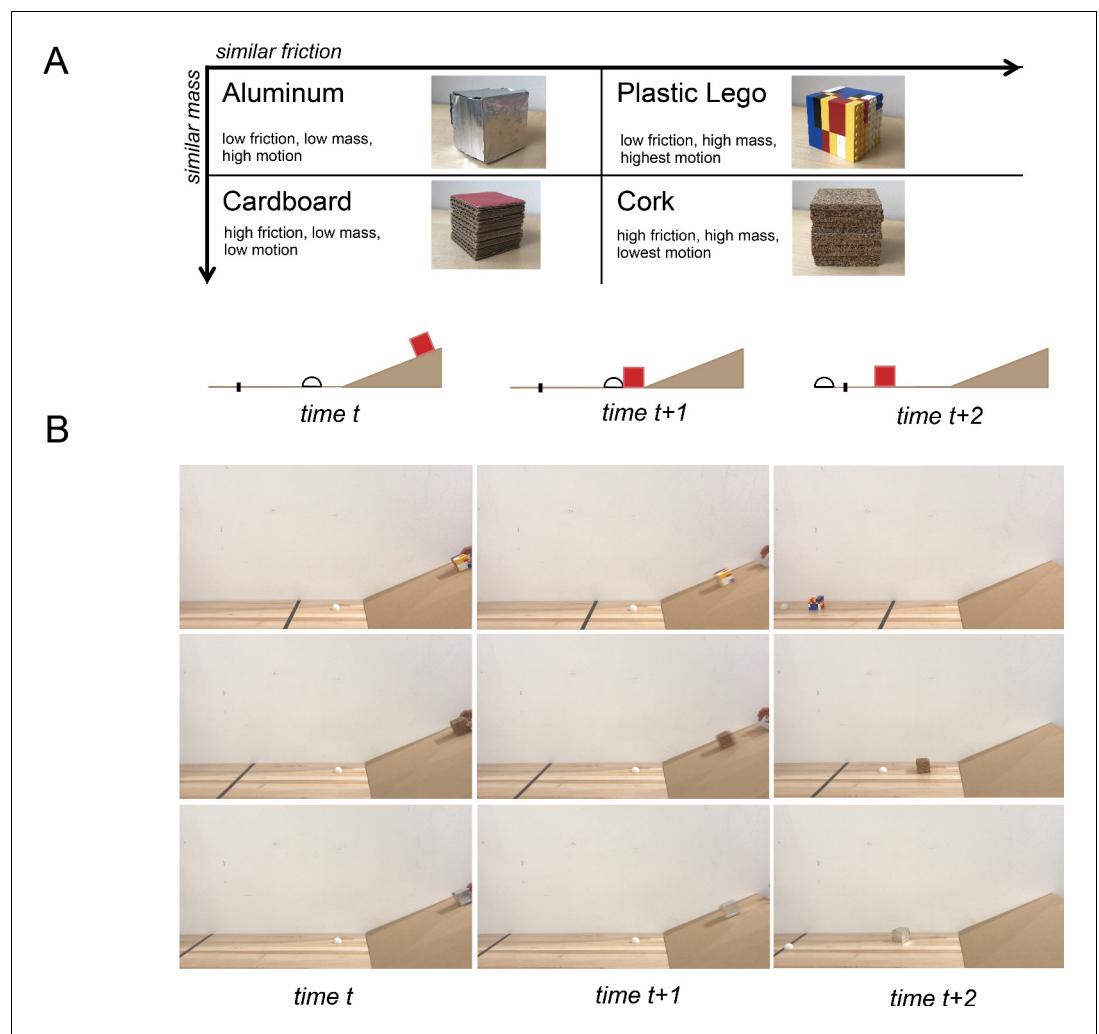 A
similar friction
similar mass
Aluminum
low friction, low mass,
high motion
Plastic Lego
low friction, high mass,
highest motion
Cardboard
high friction, low mass,
low motion
Cork
high friction, high mass,
lowest motion
time t
time t+1
time t+2
B
time t
time t+1
time t+2